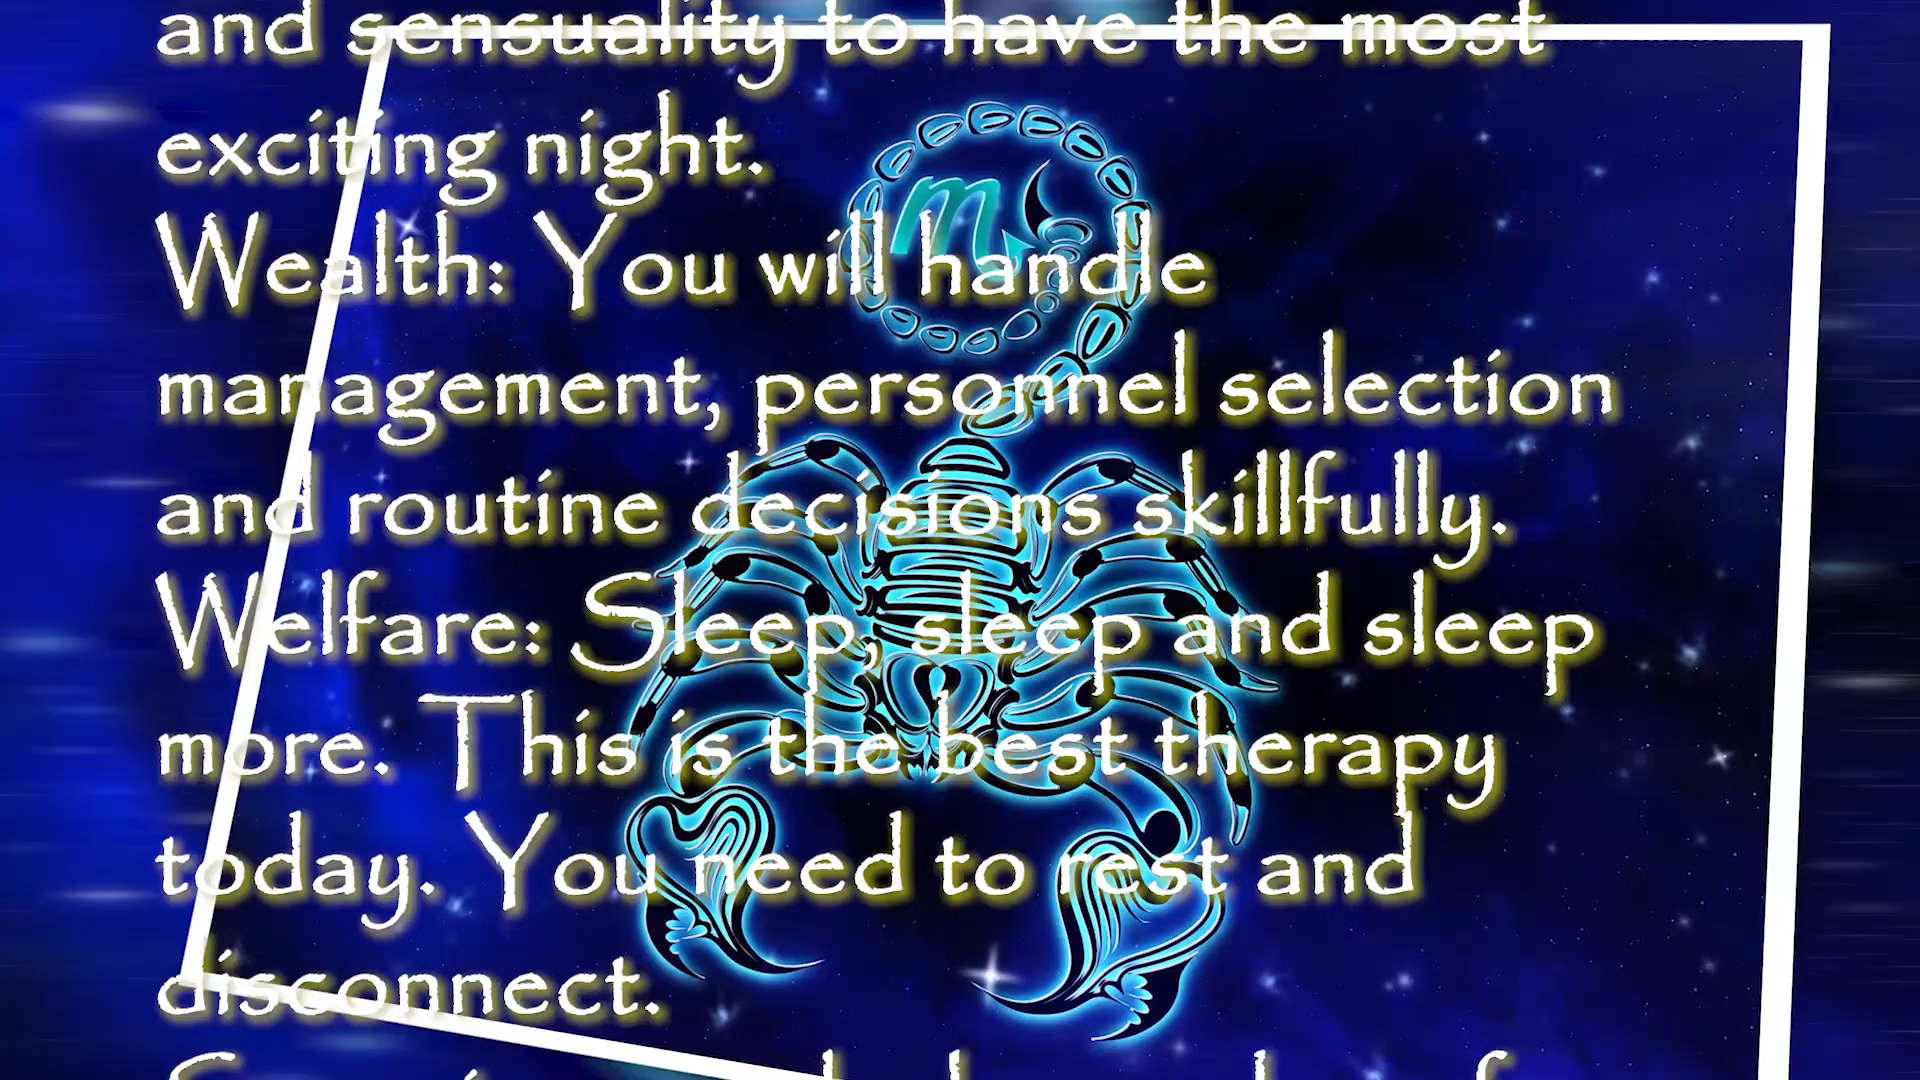 and sensuality to have the most
exciting night.
Wealth: You will handle
management, personnel selection
and routine decisions skillfully.
Welfare: Sleep, sleep and sleep
more. This is the best therapy
today. You need to rest and
disconnect.